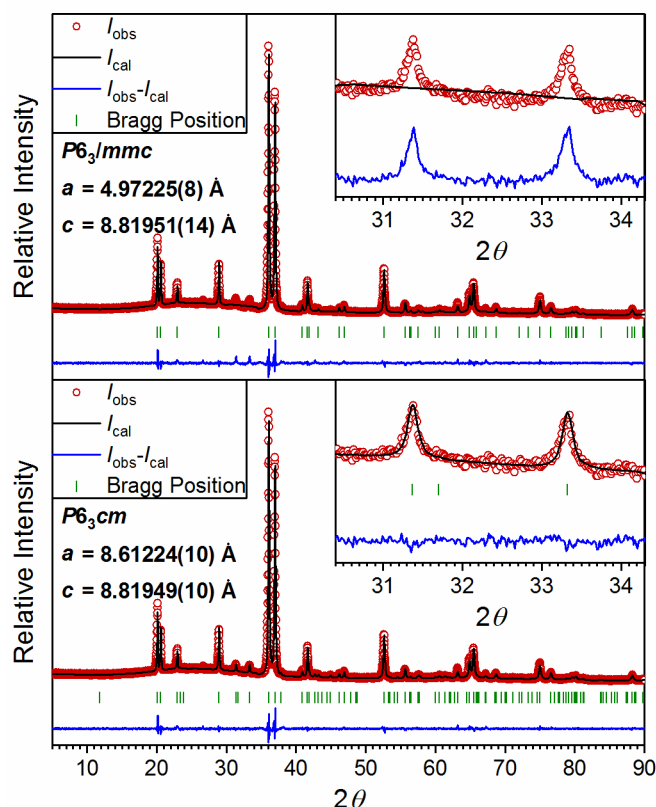 Relative Intensity
I_obs
I_cal
I_obs-I_cal
Bragg Position
P6_3/mmc
a = 4.97225(8) Å
c = 8.81951(14) Å
31 32 33 34
2θ
Relative Intensity
I_obs
I_cal
I_obs-I_cal
Bragg Position
P6_3cm
a = 8.61224(10) Å
c = 8.81949(10) Å
31 32 33 34
2θ
10 20 30 40 50 60 70 80 90
2θ